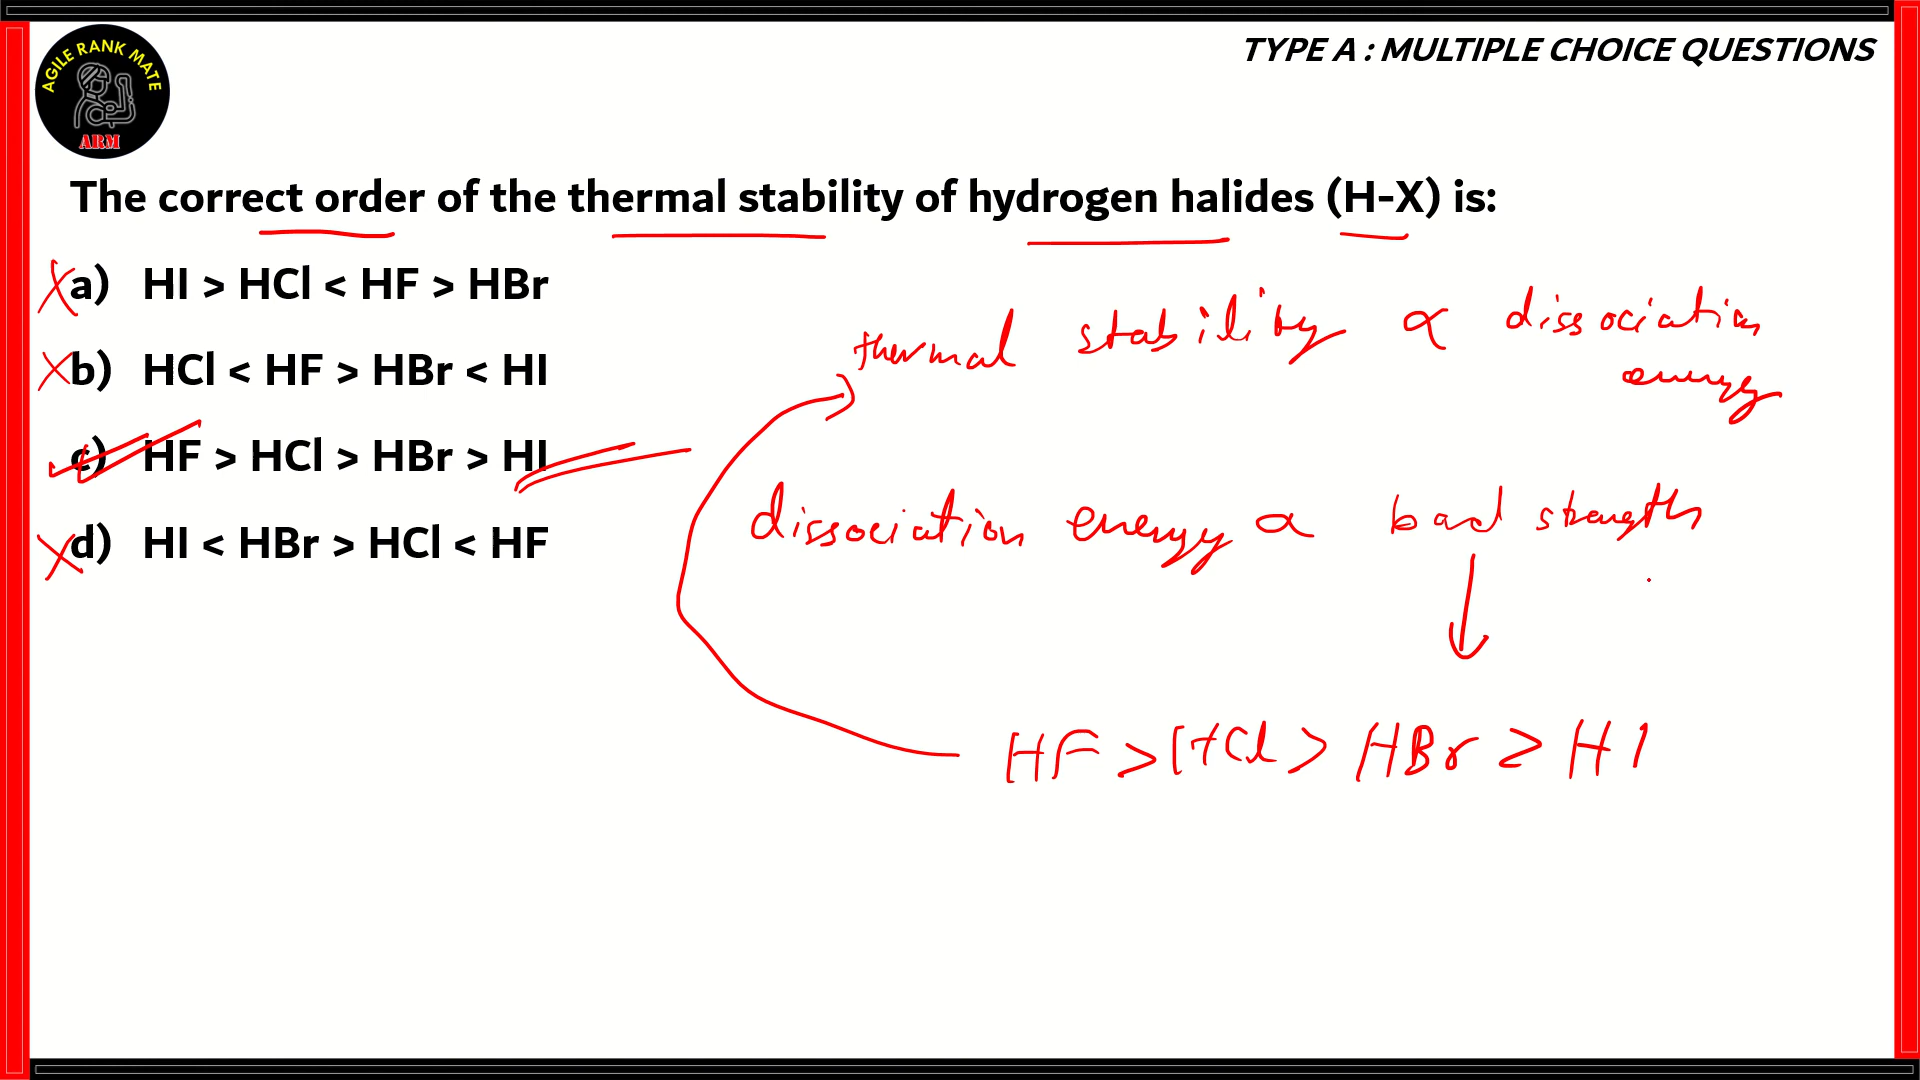 AGILE RANK MATE
ARM
TYPE A : MULTIPLE CHOICE QUESTIONS
The correct order of the thermal stability of hydrogen halides (H-X) is:
a) HI > HCl < HF > HBr
b) HCl < HF > HBr < HI
c) HF > HCl > HBr > HI
d) HI < HBr > HCl < HF
thermal stability ∝ dissociation
energy
dissociation energy ∝ bond strength
HF > HCl > HBr > HI